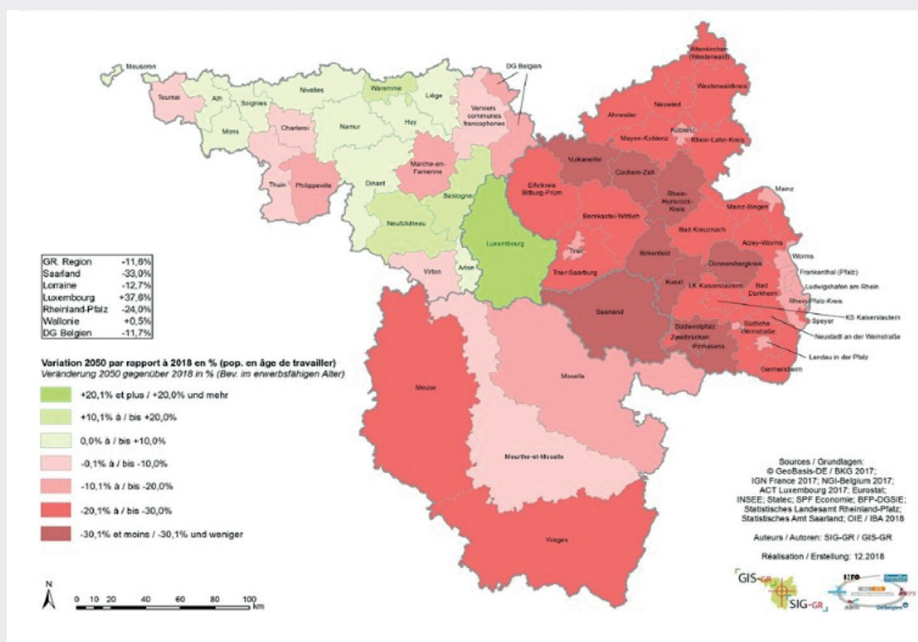 Mouscron
DG Belgien
Tournai
Ath
Soignies
Nivelles
Waremme
Liège
Verviers
communes
francophones
Mons
Charleroi
Namur
Huy
Thuin
Philippeville
Dinant
Marche-en-
Famenne
Bastogne
Neufchâteau
Virton
Arlon
Luxembourg
Altenkirchen
(Westerwald)
Westerwaldkreis
Neuwied
Ahrweiler
Mayen-Koblenz
Koblenz
Rhein-Lahn-Kreis
Vulkaneifel
Cochem-Zell
Eifelkreis
Bitburg-Prüm
Rhein-
Hunsrück-
Kreis
Mainz
Mainz-Bingen
Bernkastel-Wittlich
Bad Kreuznach
Alzey-Worms
Trier
Birkenfeld
Worms
Trier-Saarburg
Donnersbergkreis
Frankenthal (Pfalz)
Kusel
LK Kaiserslautern
Bad
Dürkheim
Ludwigshafen am Rhein
Rhein-Pfalz-Kreis
KS Kaiserslautern
Saarland
Speyer
Südwestpfalz
Zweibrücken
Pirmasens
Südliche
Weinstraße
Neustadt an der Weinstraße
Landau in der Pfalz
Germersheim
Meuse
Moselle
Meurthe-et-Moselle
Vosges
GR. Region -11,6%
Saarland -33,0%
Lorraine -12,7%
Luxembourg +37,6%
Rheinland-Pfalz -24,0%
Wallonie +0,5%
DG Belgien -11,7%
Variation 2050 par rapport à 2018 en % (pop. en âge de travailler)
Veränderung 2050 gegenüber 2018 in % (Bev. im erwerbsfähigen Alter)
+20,1% et plus / +20,0% und mehr
+10,1% à / bis +20,0%
0,0% à / bis +10,0%
-0,1% à / bis -10,0%
-10,1% à / bis -20,0%
-20,1% à / bis -30,0%
-30,1% et moins / -30,1% und weniger
N
0 10 20 40 60 80 100
km
Sources / Grundlagen:
© GeoBasis-DE / BKG 2017;
IGN France 2017; NGI-Belgium 2017;
ACT Luxembourg 2017; Eurostat;
INSEE; Statec; SPF Economie; BFP-DGSIE;
Statistisches Landesamt Rheinland-Pfalz;
Statistisches Amt Saarland; OIE / IBA 2018
Auteurs / Autoren: SIG-GR / GIS-GR
Réalisation / Erstellung: 12.2018
GIS-GR
SIG-GR